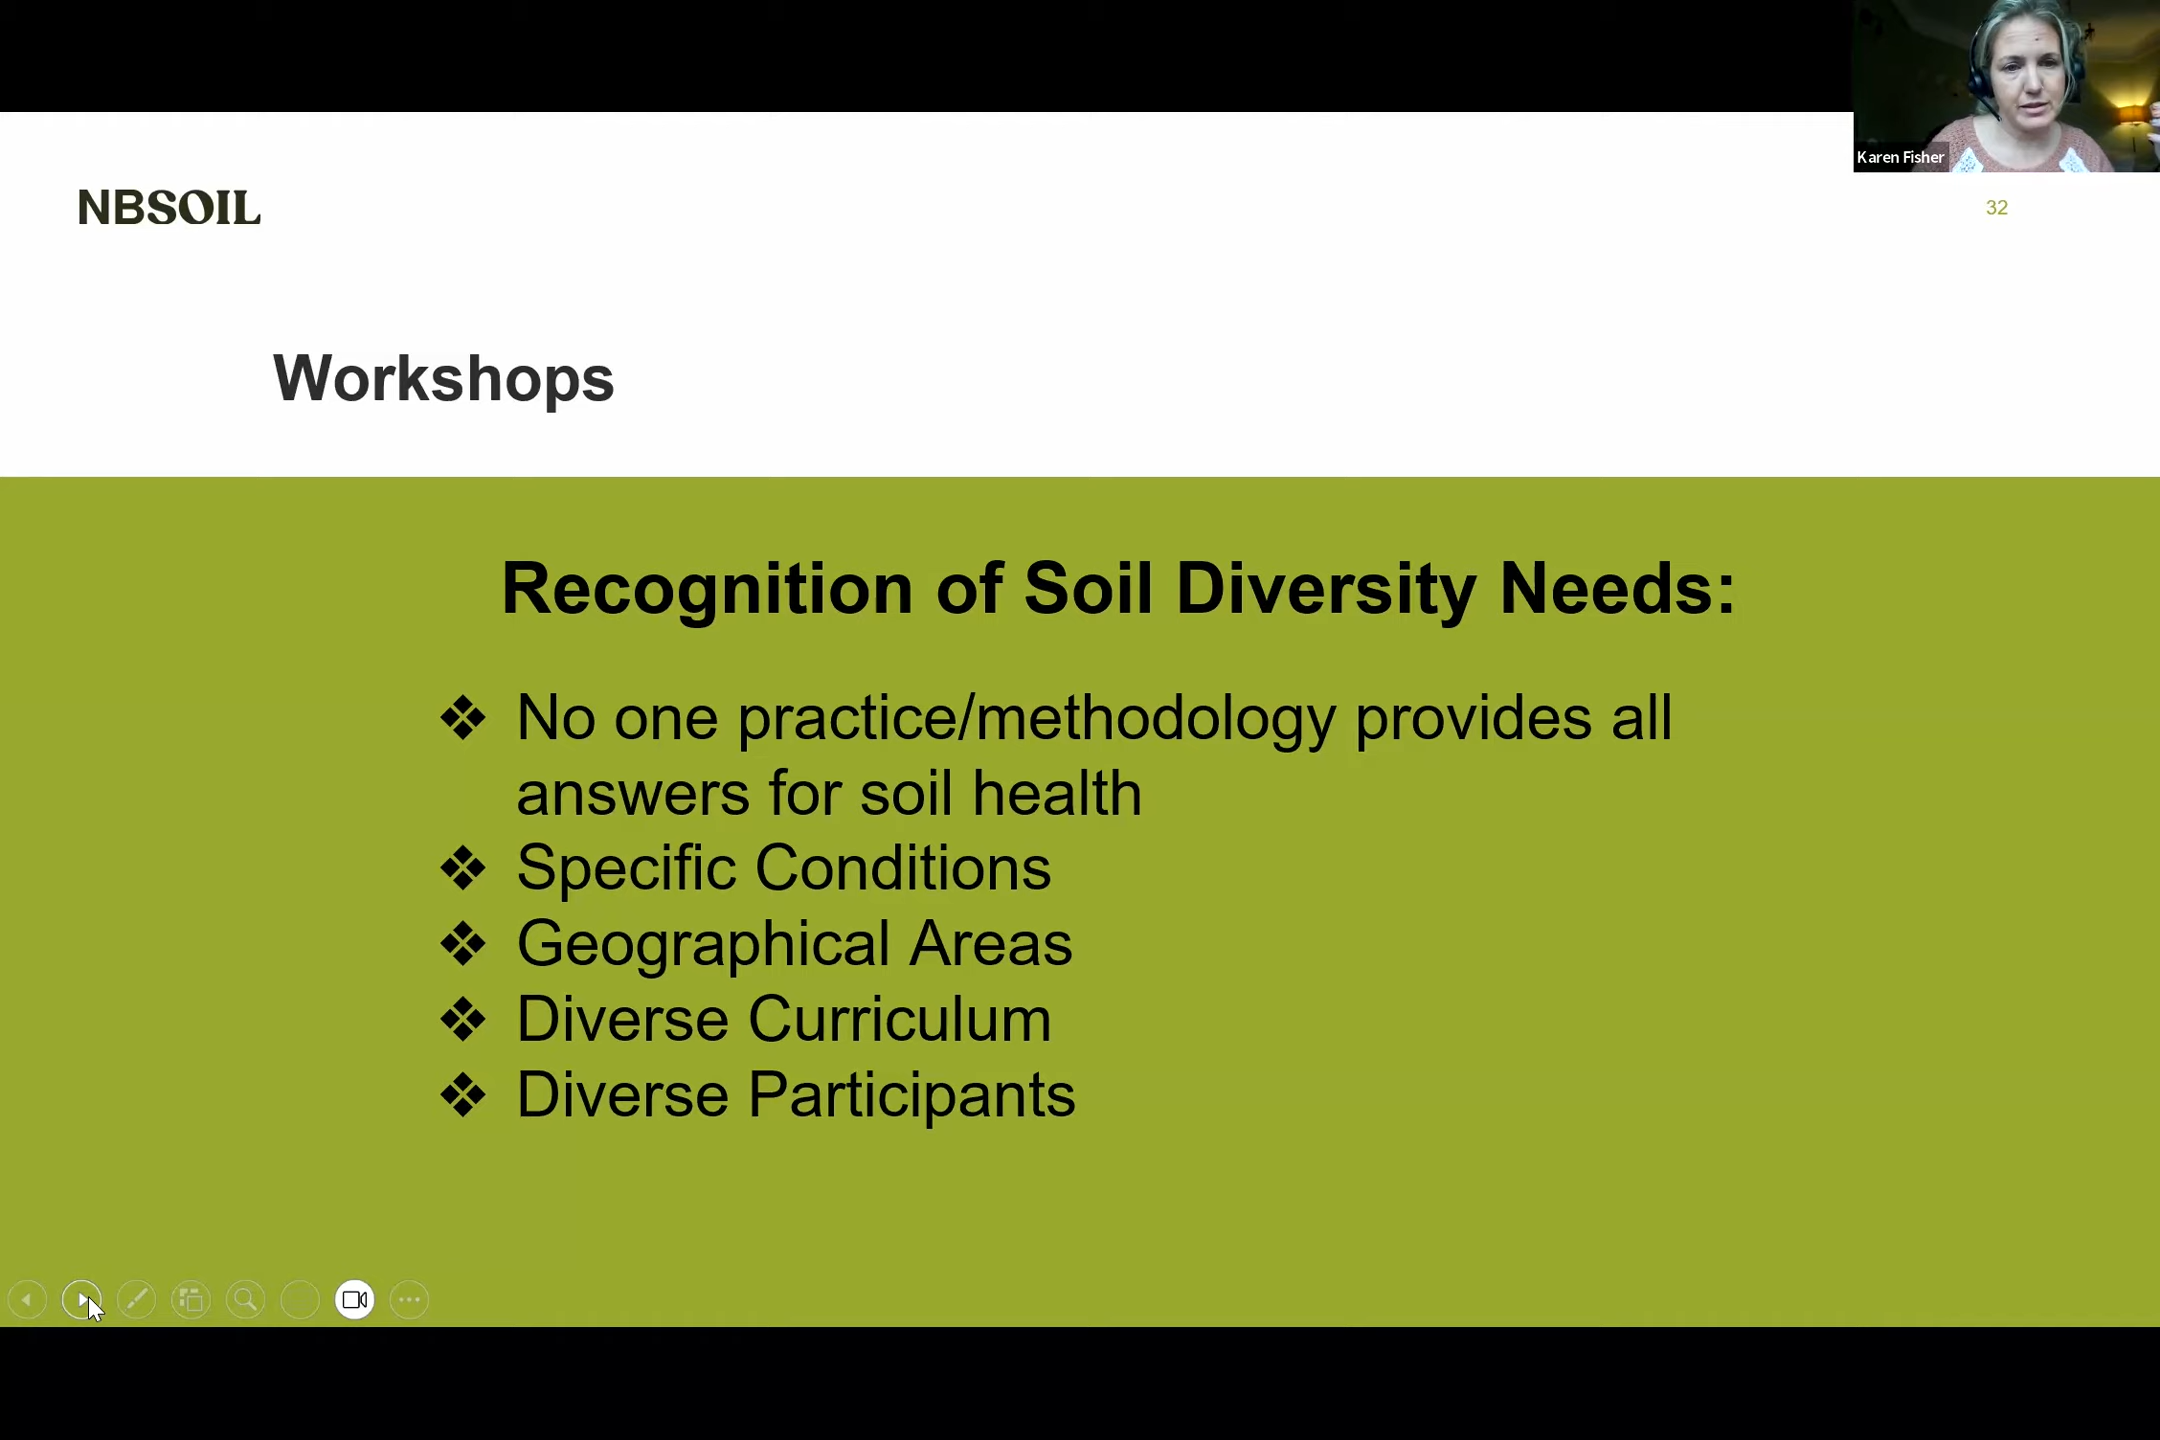 Karen Fisher
NBSOIL
32
Workshops
Recognition of Soil Diversity Needs:
❖ No one practice/methodology provides all
answers for soil health
❖ Specific Conditions
❖ Geographical Areas
❖ Diverse Curriculum
❖ Diverse Participants